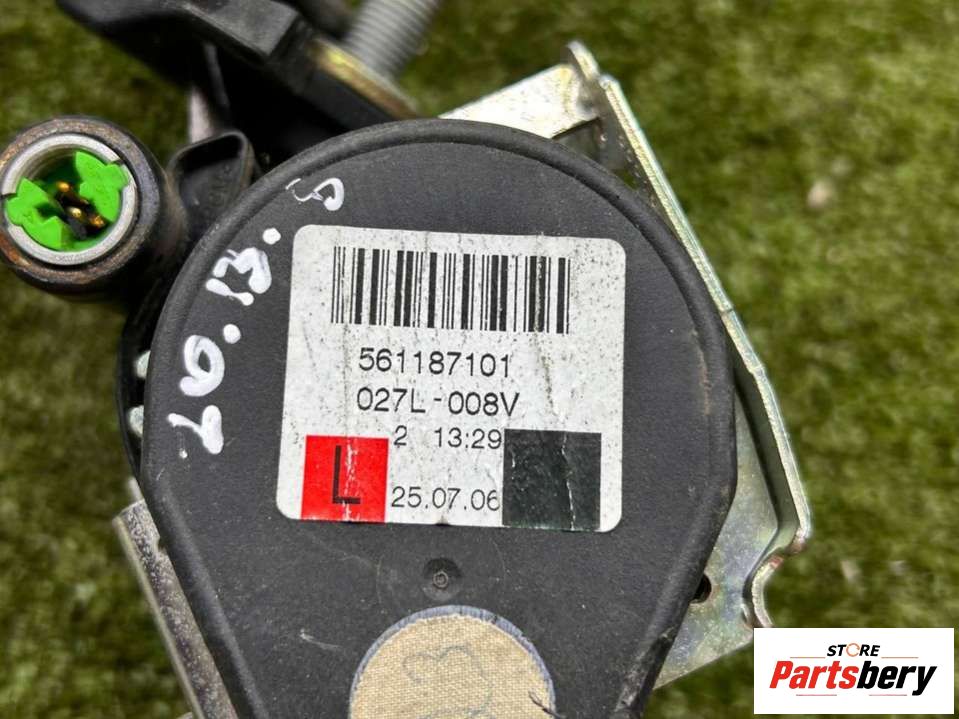 561187101
027L-008V
2 13:29
L
25.07.06
STORE
Partsbery